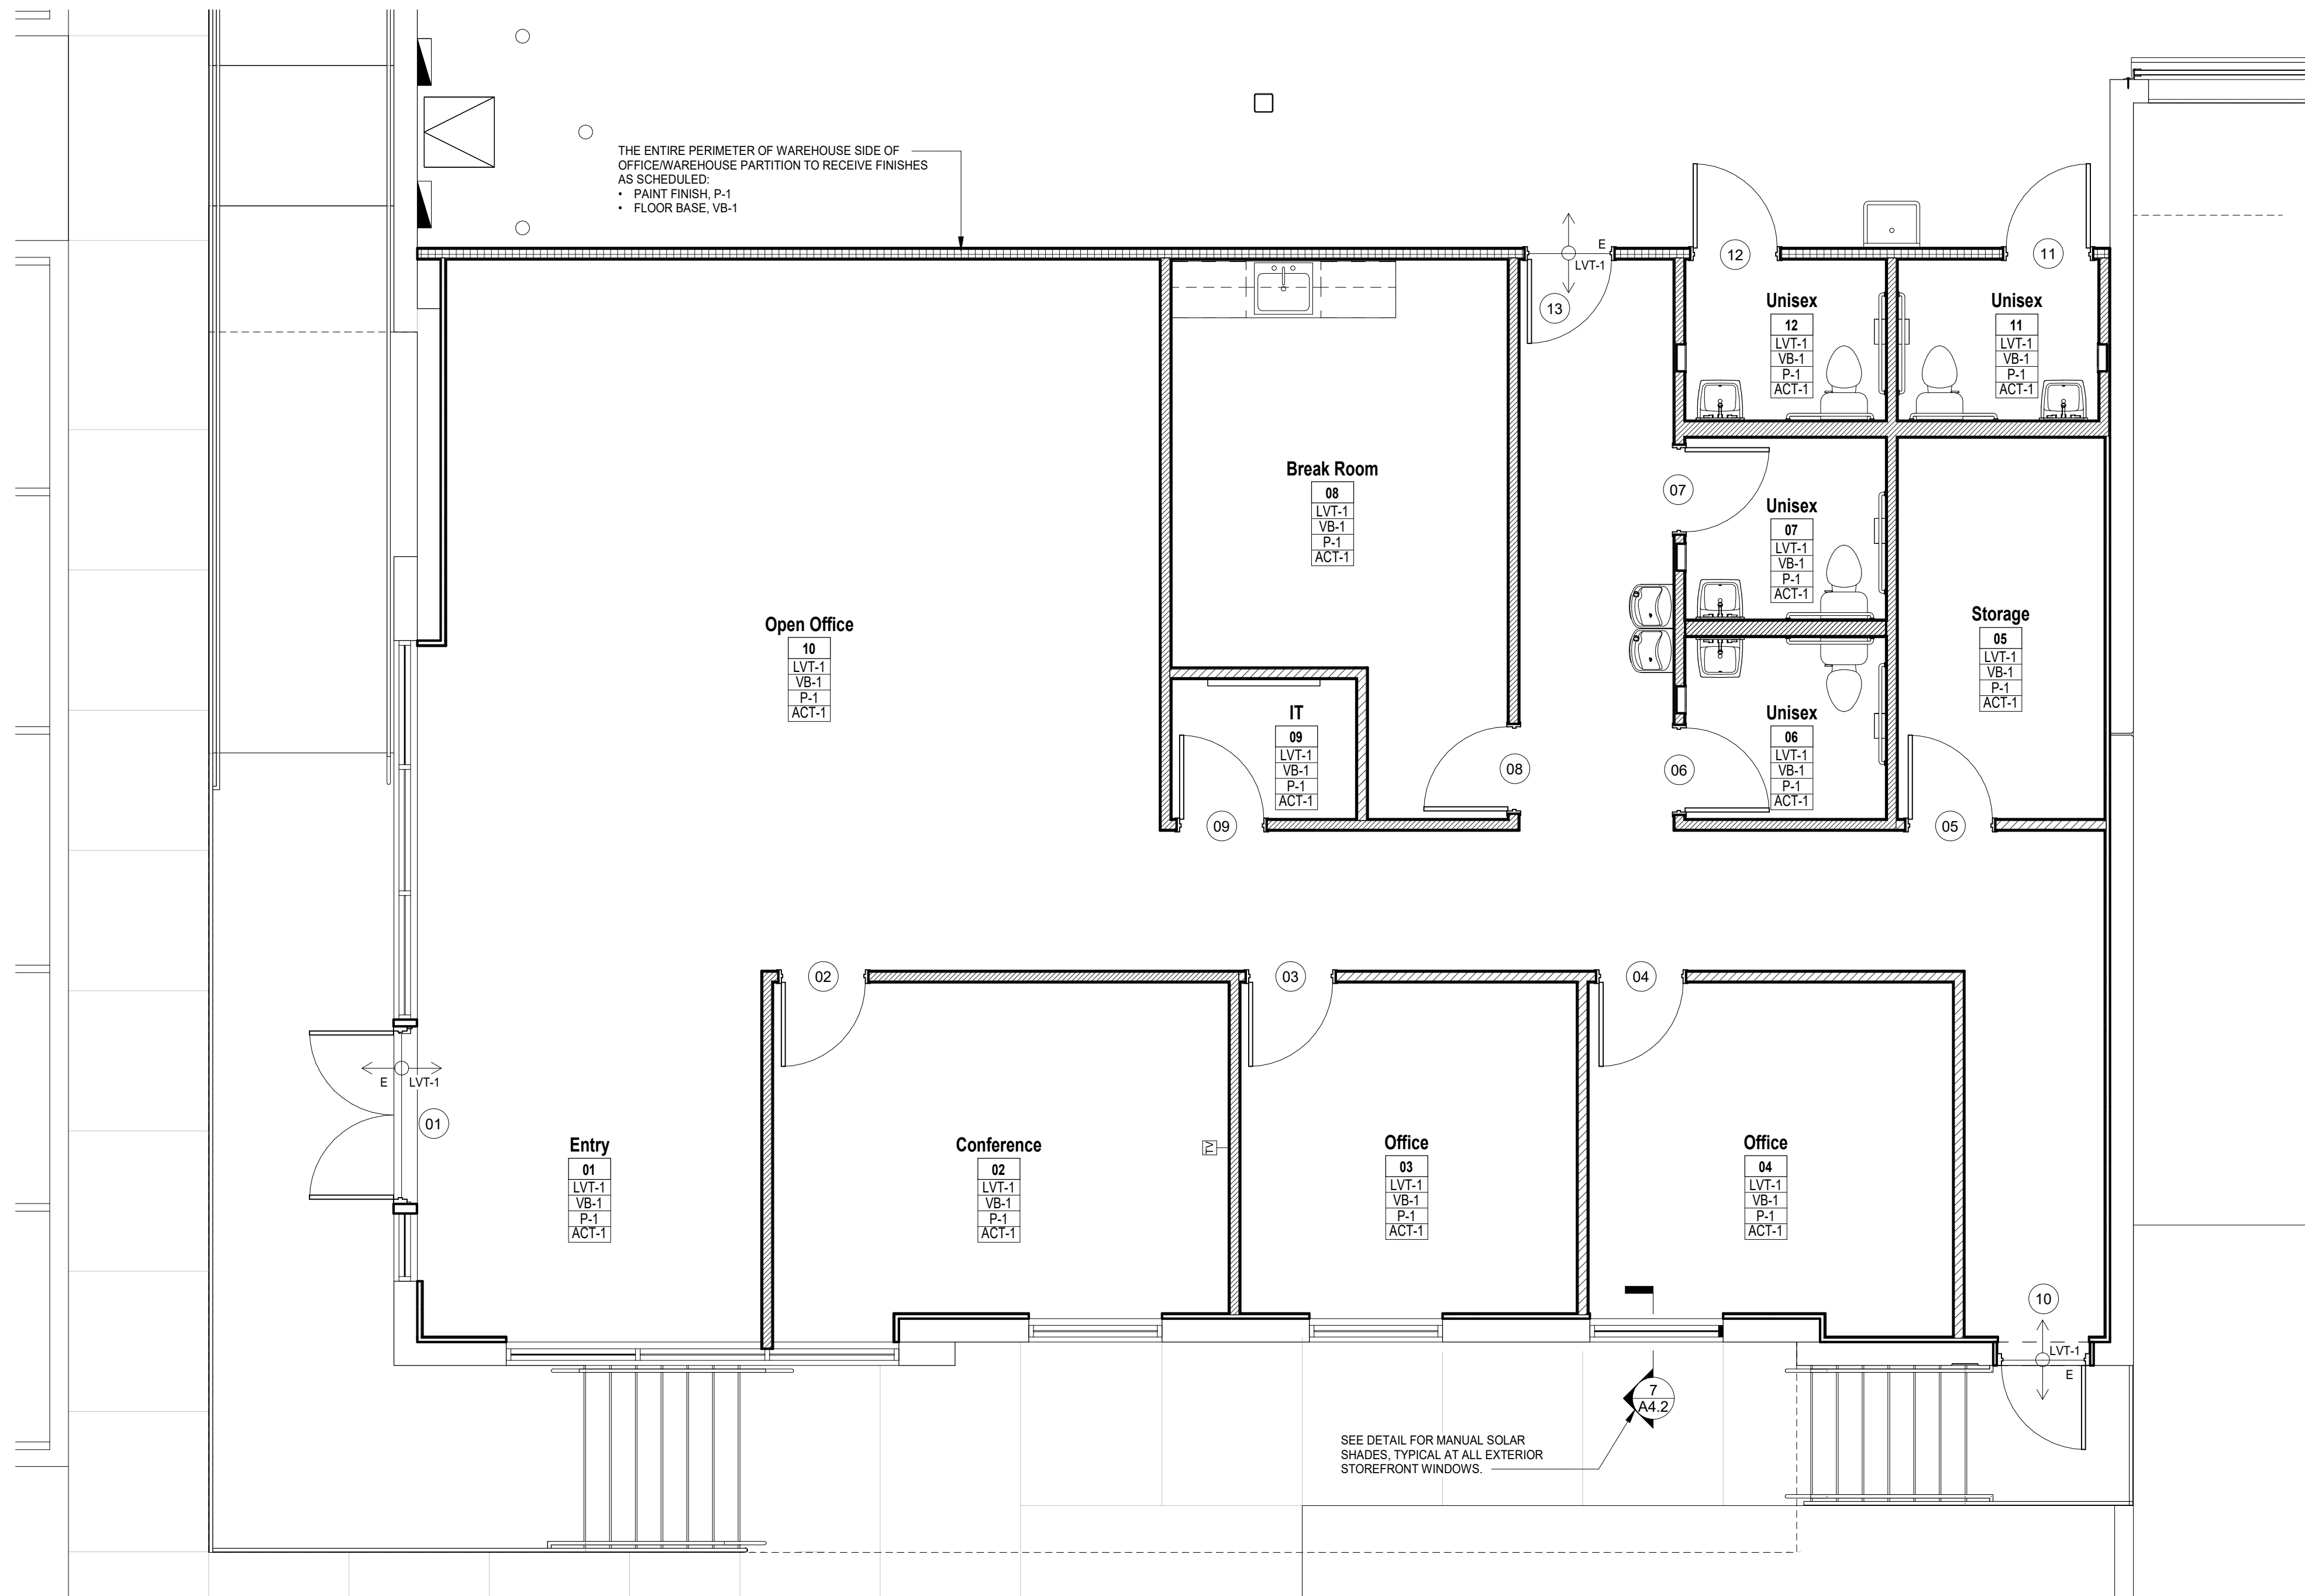 THE ENTIRE PERIMETER OF WAREHOUSE SIDE OF
OFFICE/WAREHOUSE PARTITION TO RECEIVE FINISHES
AS SCHEDULED:
• PAINT FINISH, P-1
• FLOOR BASE, VB-1
E
LVT-1
13
12
11
Unisex
12
LVT-1
VB-1
P-1
ACT-1
Unisex
11
LVT-1
VB-1
P-1
ACT-1
Break Room
08
LVT-1
VB-1
P-1
ACT-1
07
Unisex
07
LVT-1
VB-1
P-1
ACT-1
Open Office
10
LVT-1
VB-1
P-1
ACT-1
Storage
05
LVT-1
VB-1
P-1
ACT-1
IT
09
LVT-1
VB-1
P-1
ACT-1
Unisex
06
LVT-1
VB-1
P-1
ACT-1
08
06
09
05
02
03
04
E
LVT-1
01
Entry
01
LVT-1
VB-1
P-1
ACT-1
Conference
02
LVT-1
VB-1
P-1
ACT-1
TV
Office
03
LVT-1
VB-1
P-1
ACT-1
Office
04
LVT-1
VB-1
P-1
ACT-1
10
LVT-1
E
7
A4.2
SEE DETAIL FOR MANUAL SOLAR
SHADES, TYPICAL AT ALL EXTERIOR
STOREFRONT WINDOWS.